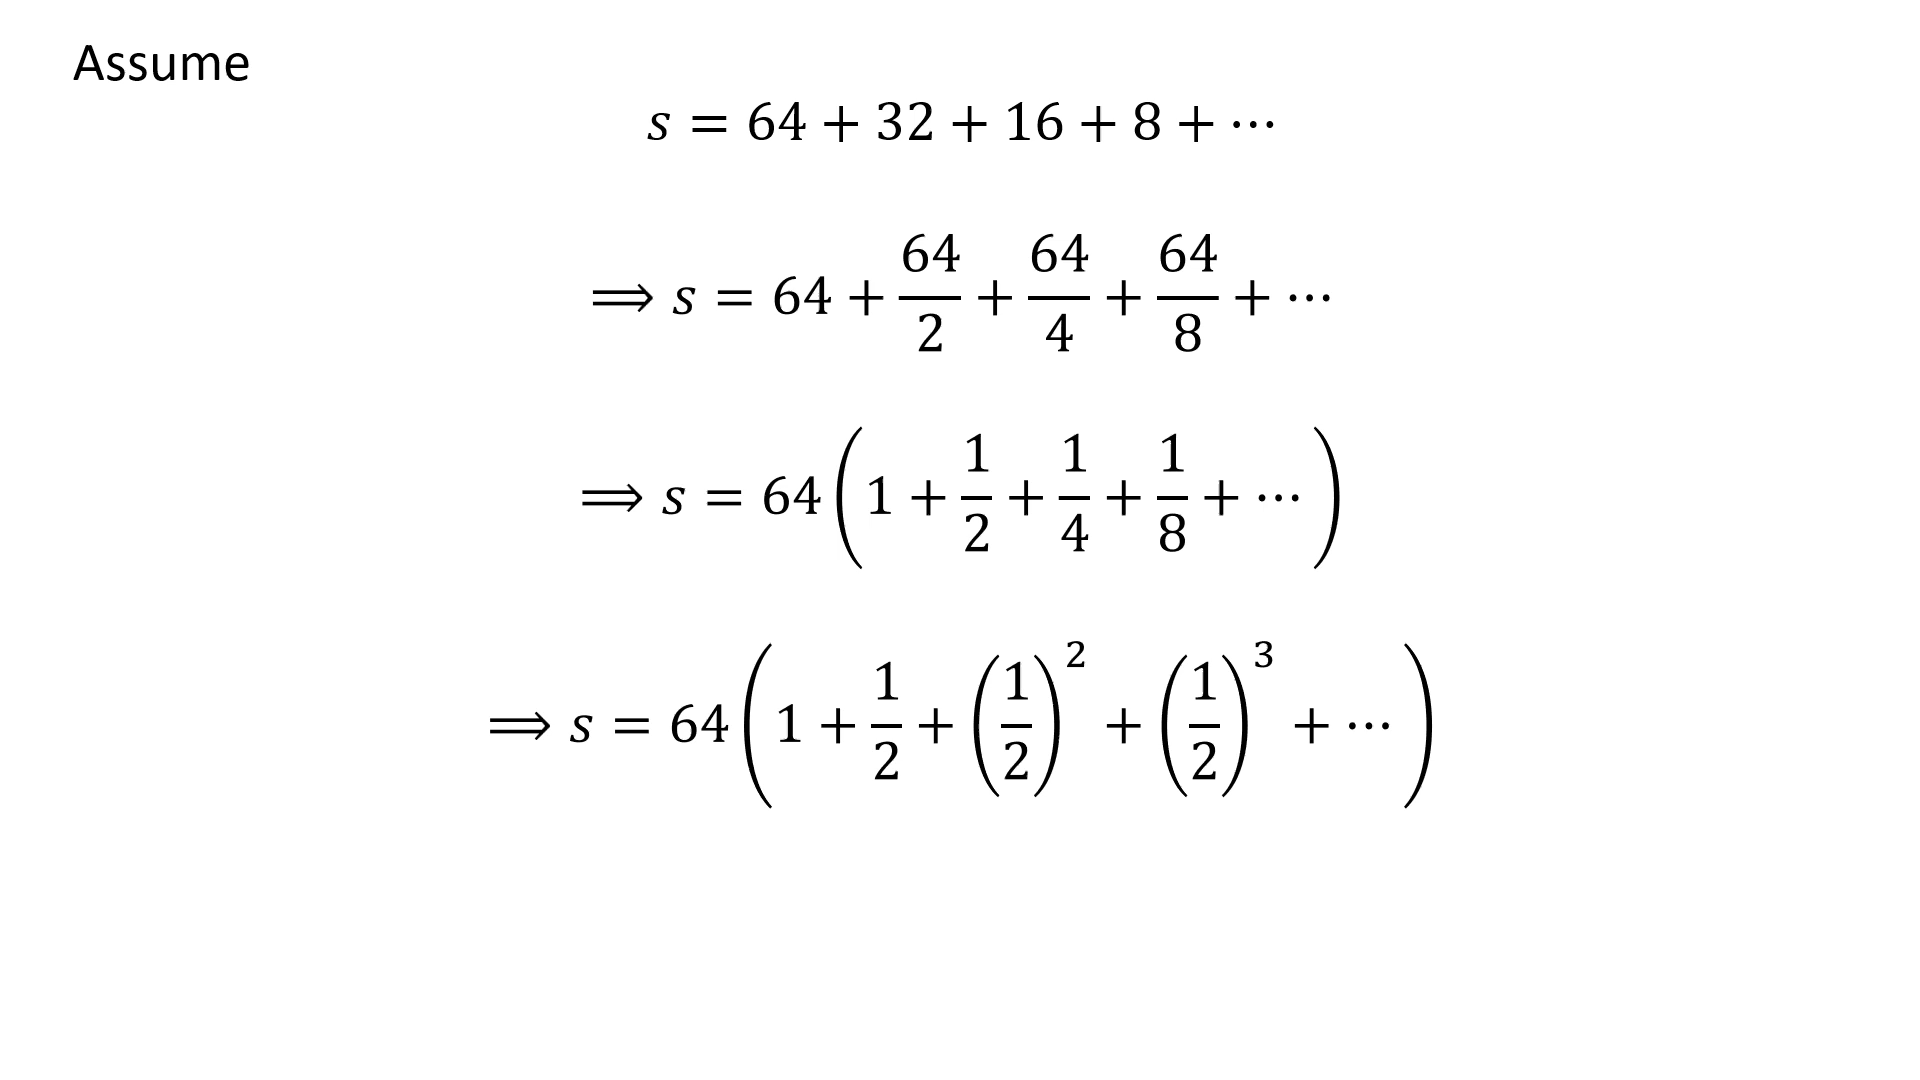 Assume
s = 64 + 32 + 16 + 8 + ⋯
⟹ s = 64 + 64/2 + 64/4 + 64/8 + ⋯
⟹ s = 64 (1 + 1/2 + 1/4 + 1/8 + ⋯)
⟹ s = 64 (1 + 1/2 + (1/2)² + (1/2)³ + ⋯)